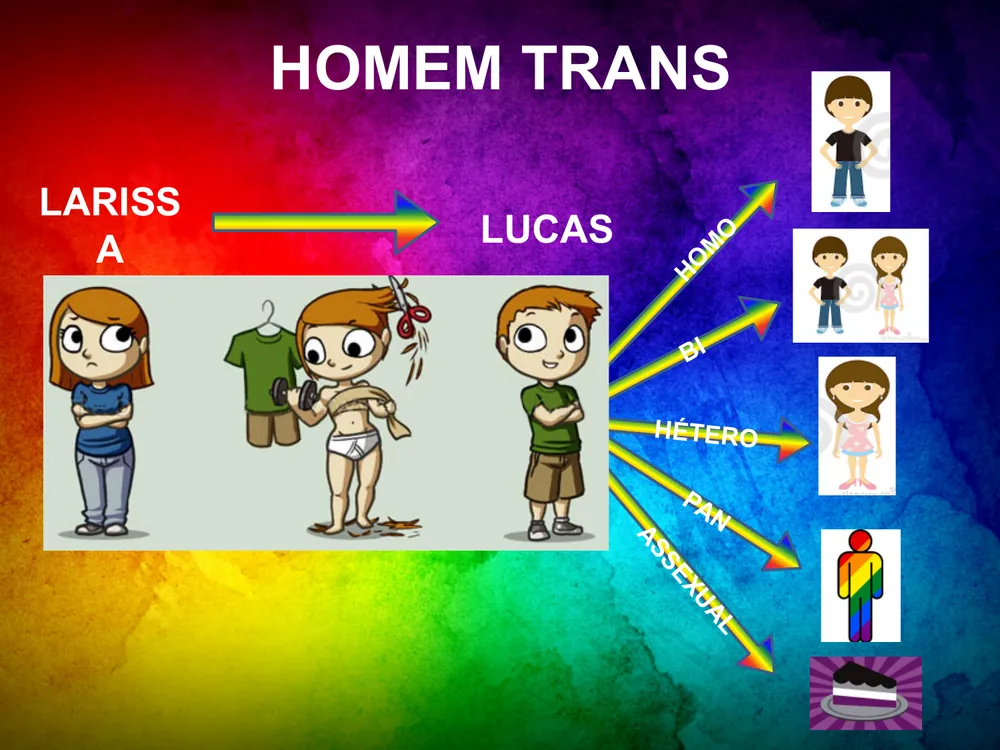 HOMEM TRANS
LARISS
A
LUCAS
HOMO
BI
HÉTERO
PAN
ASSEXUAL